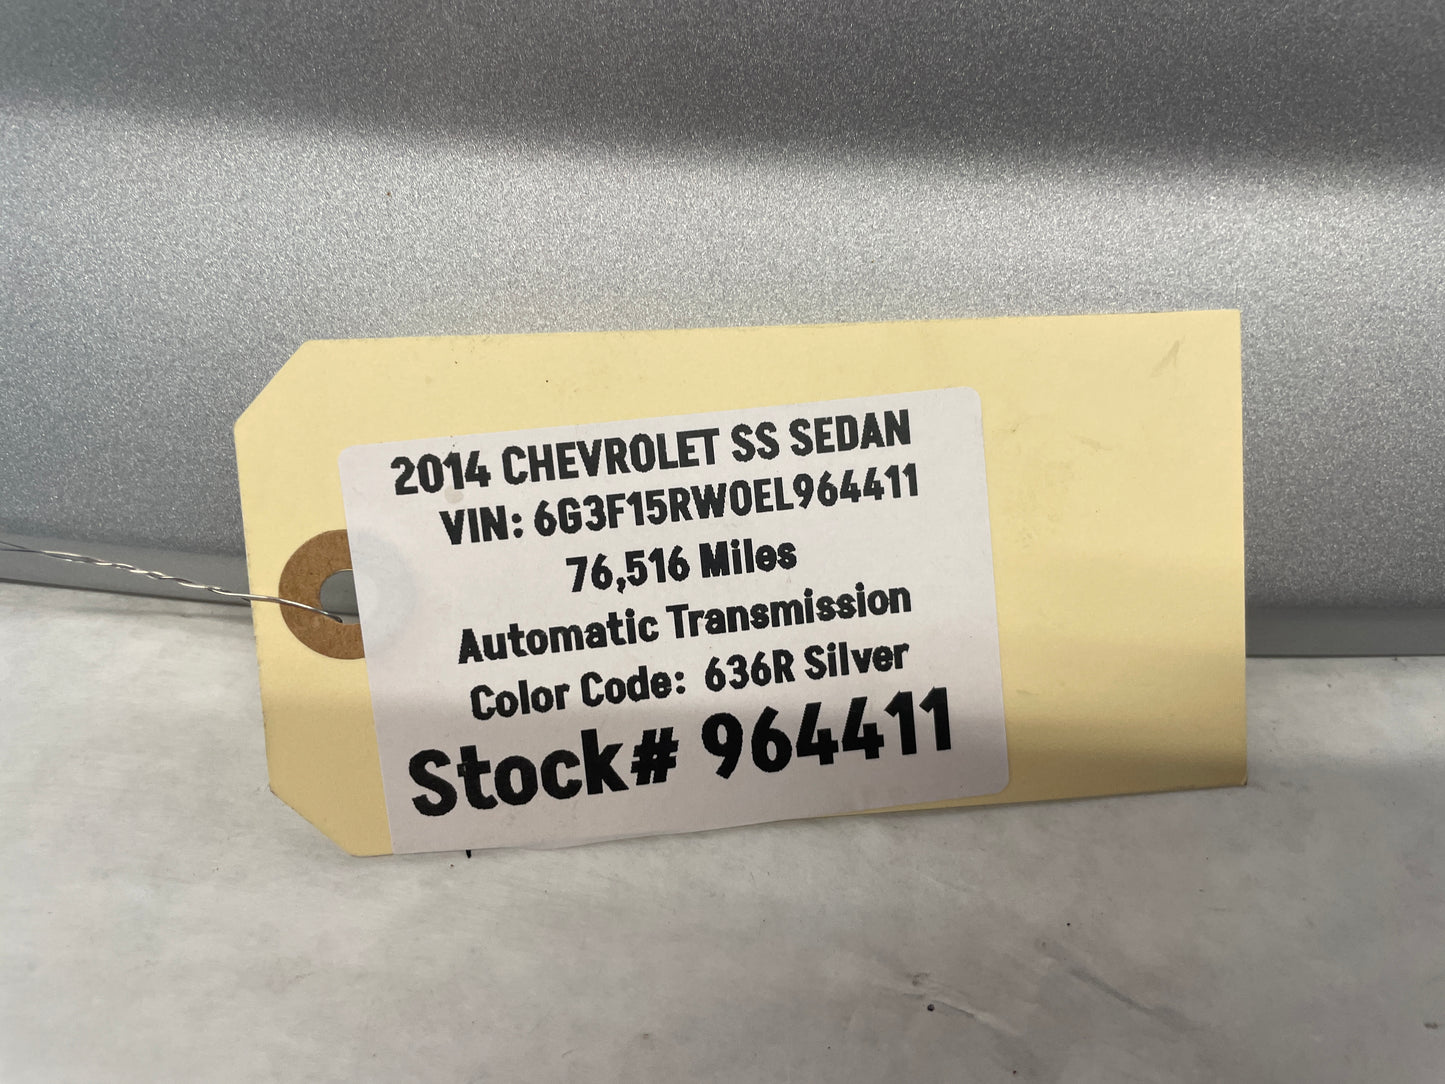 2014 CHEVROLET SS SEDAN
VIN: 6G3F15RW0EL964411
76,516 Miles
Automatic Transmission
Color Code: 636R Silver
Stock# 964411